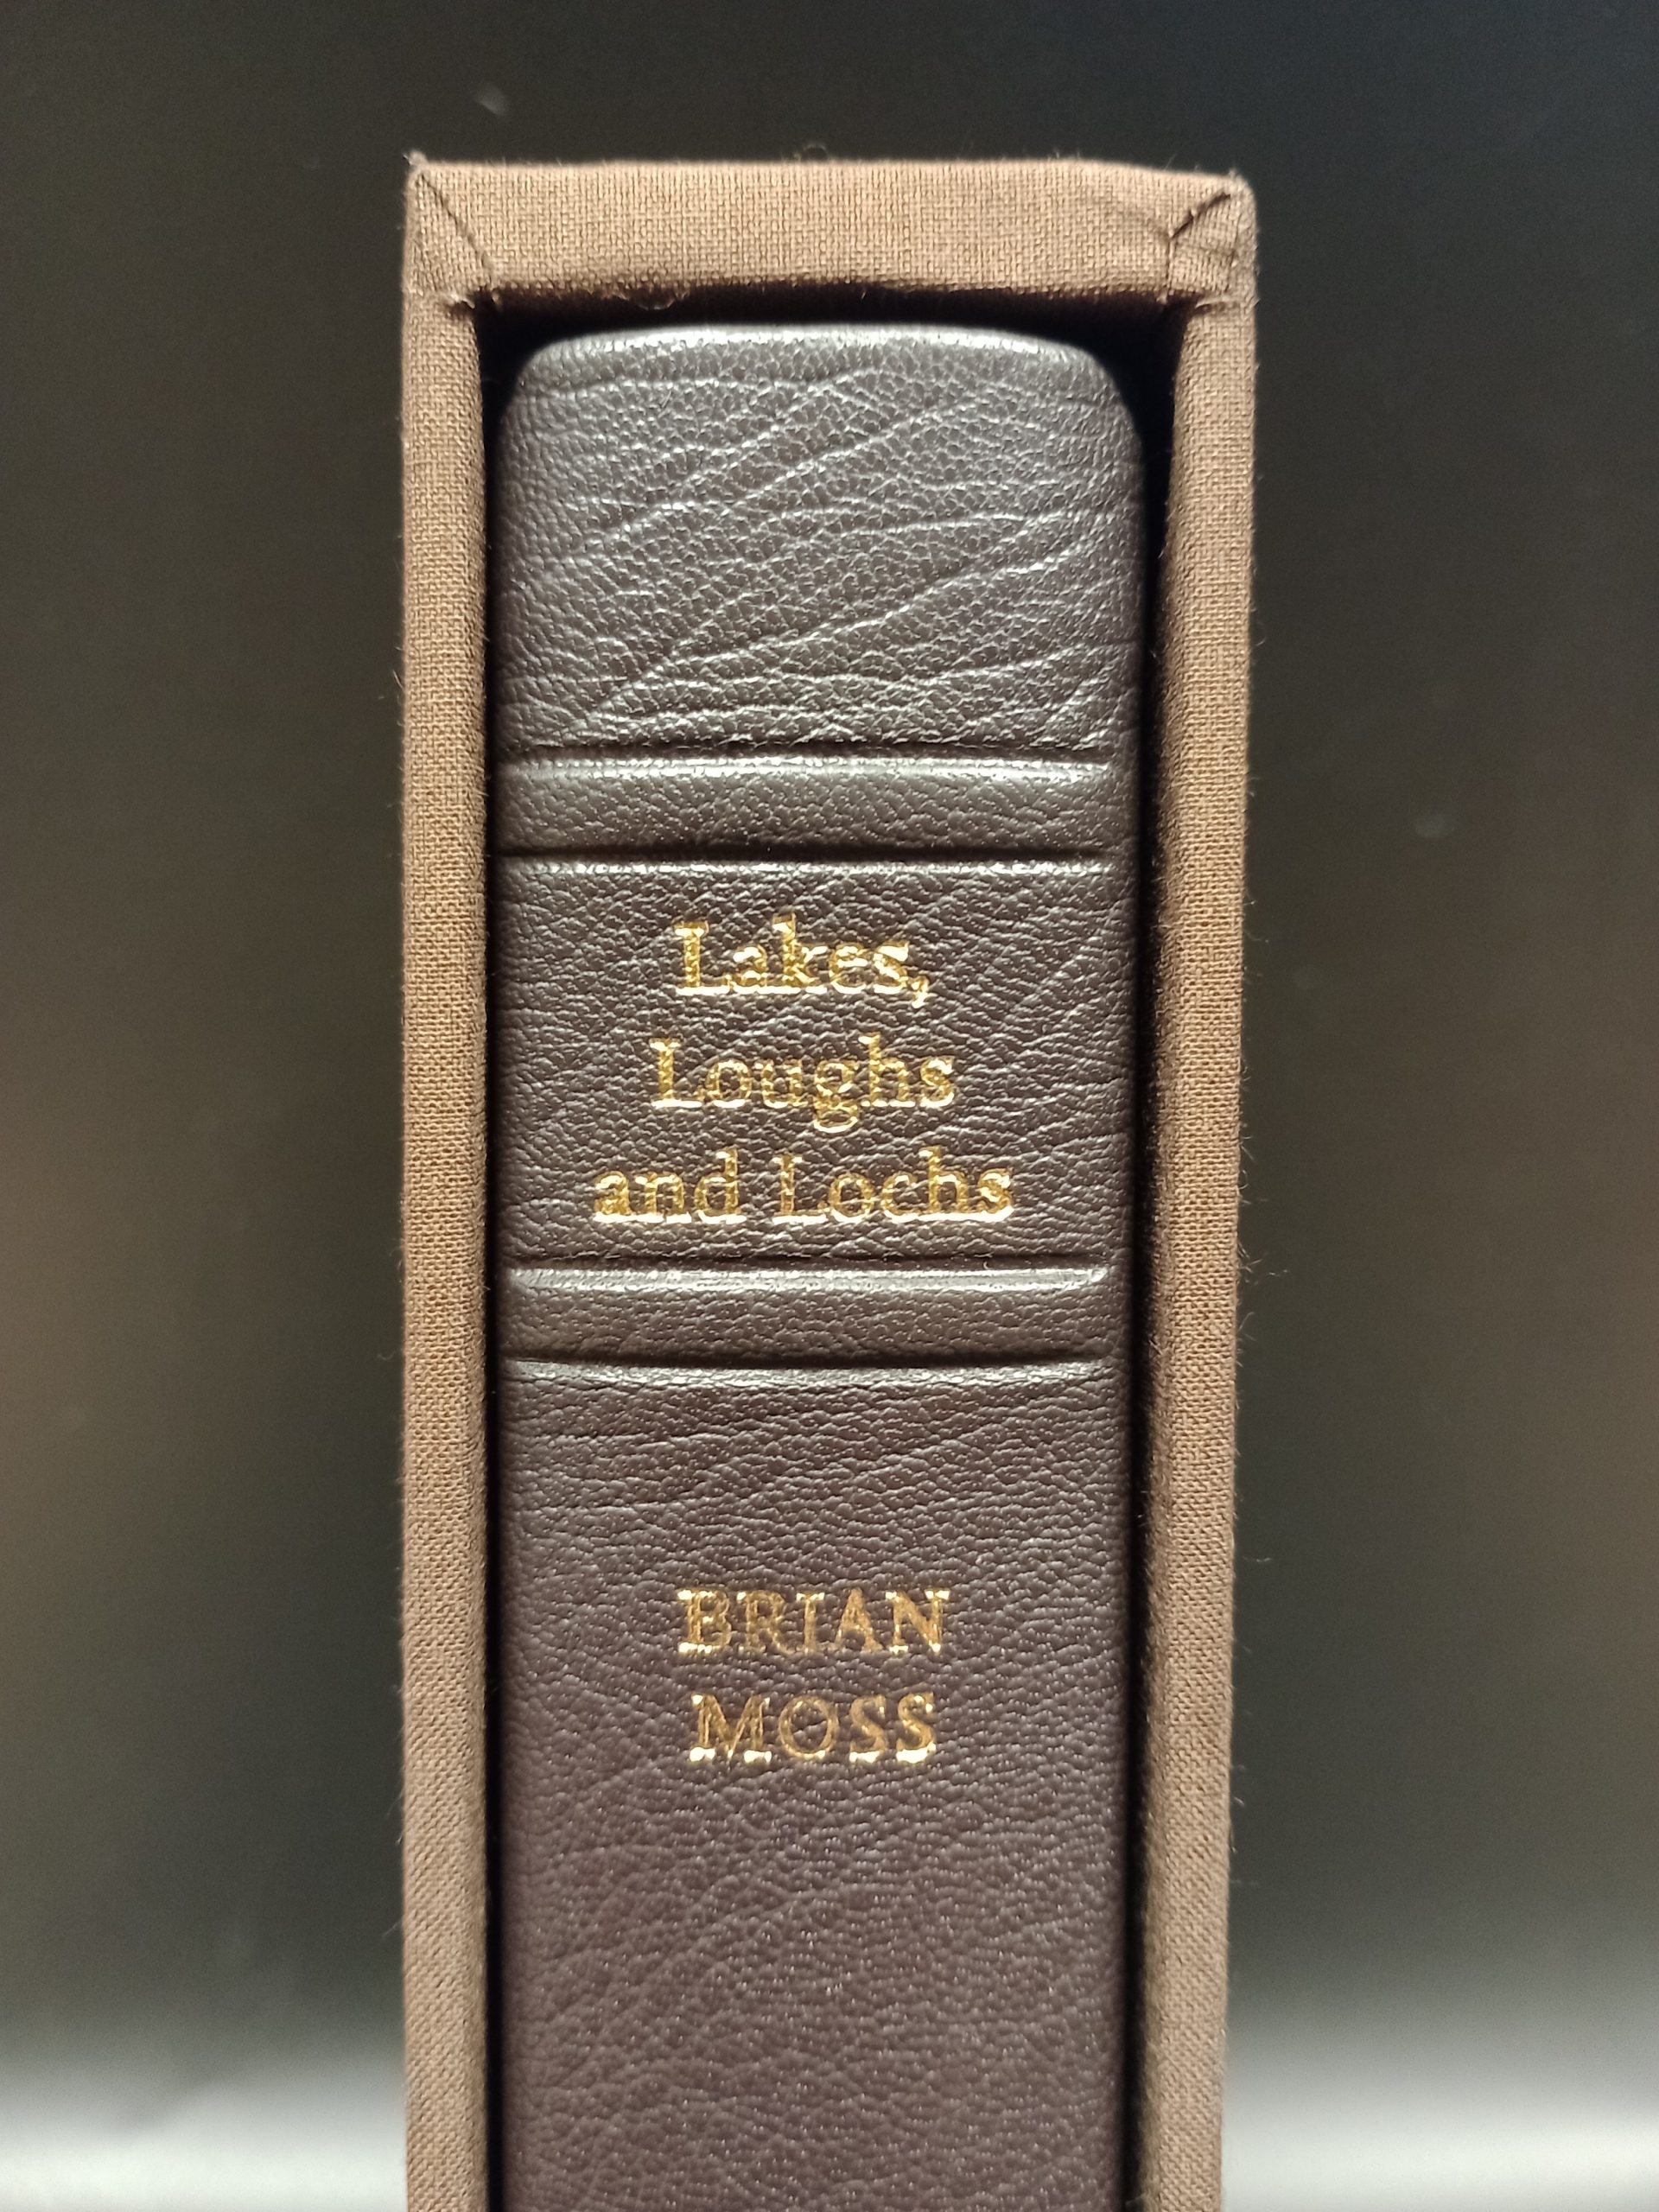 Lakes,
Loughs
and Lochs
BRIAN
MOSS